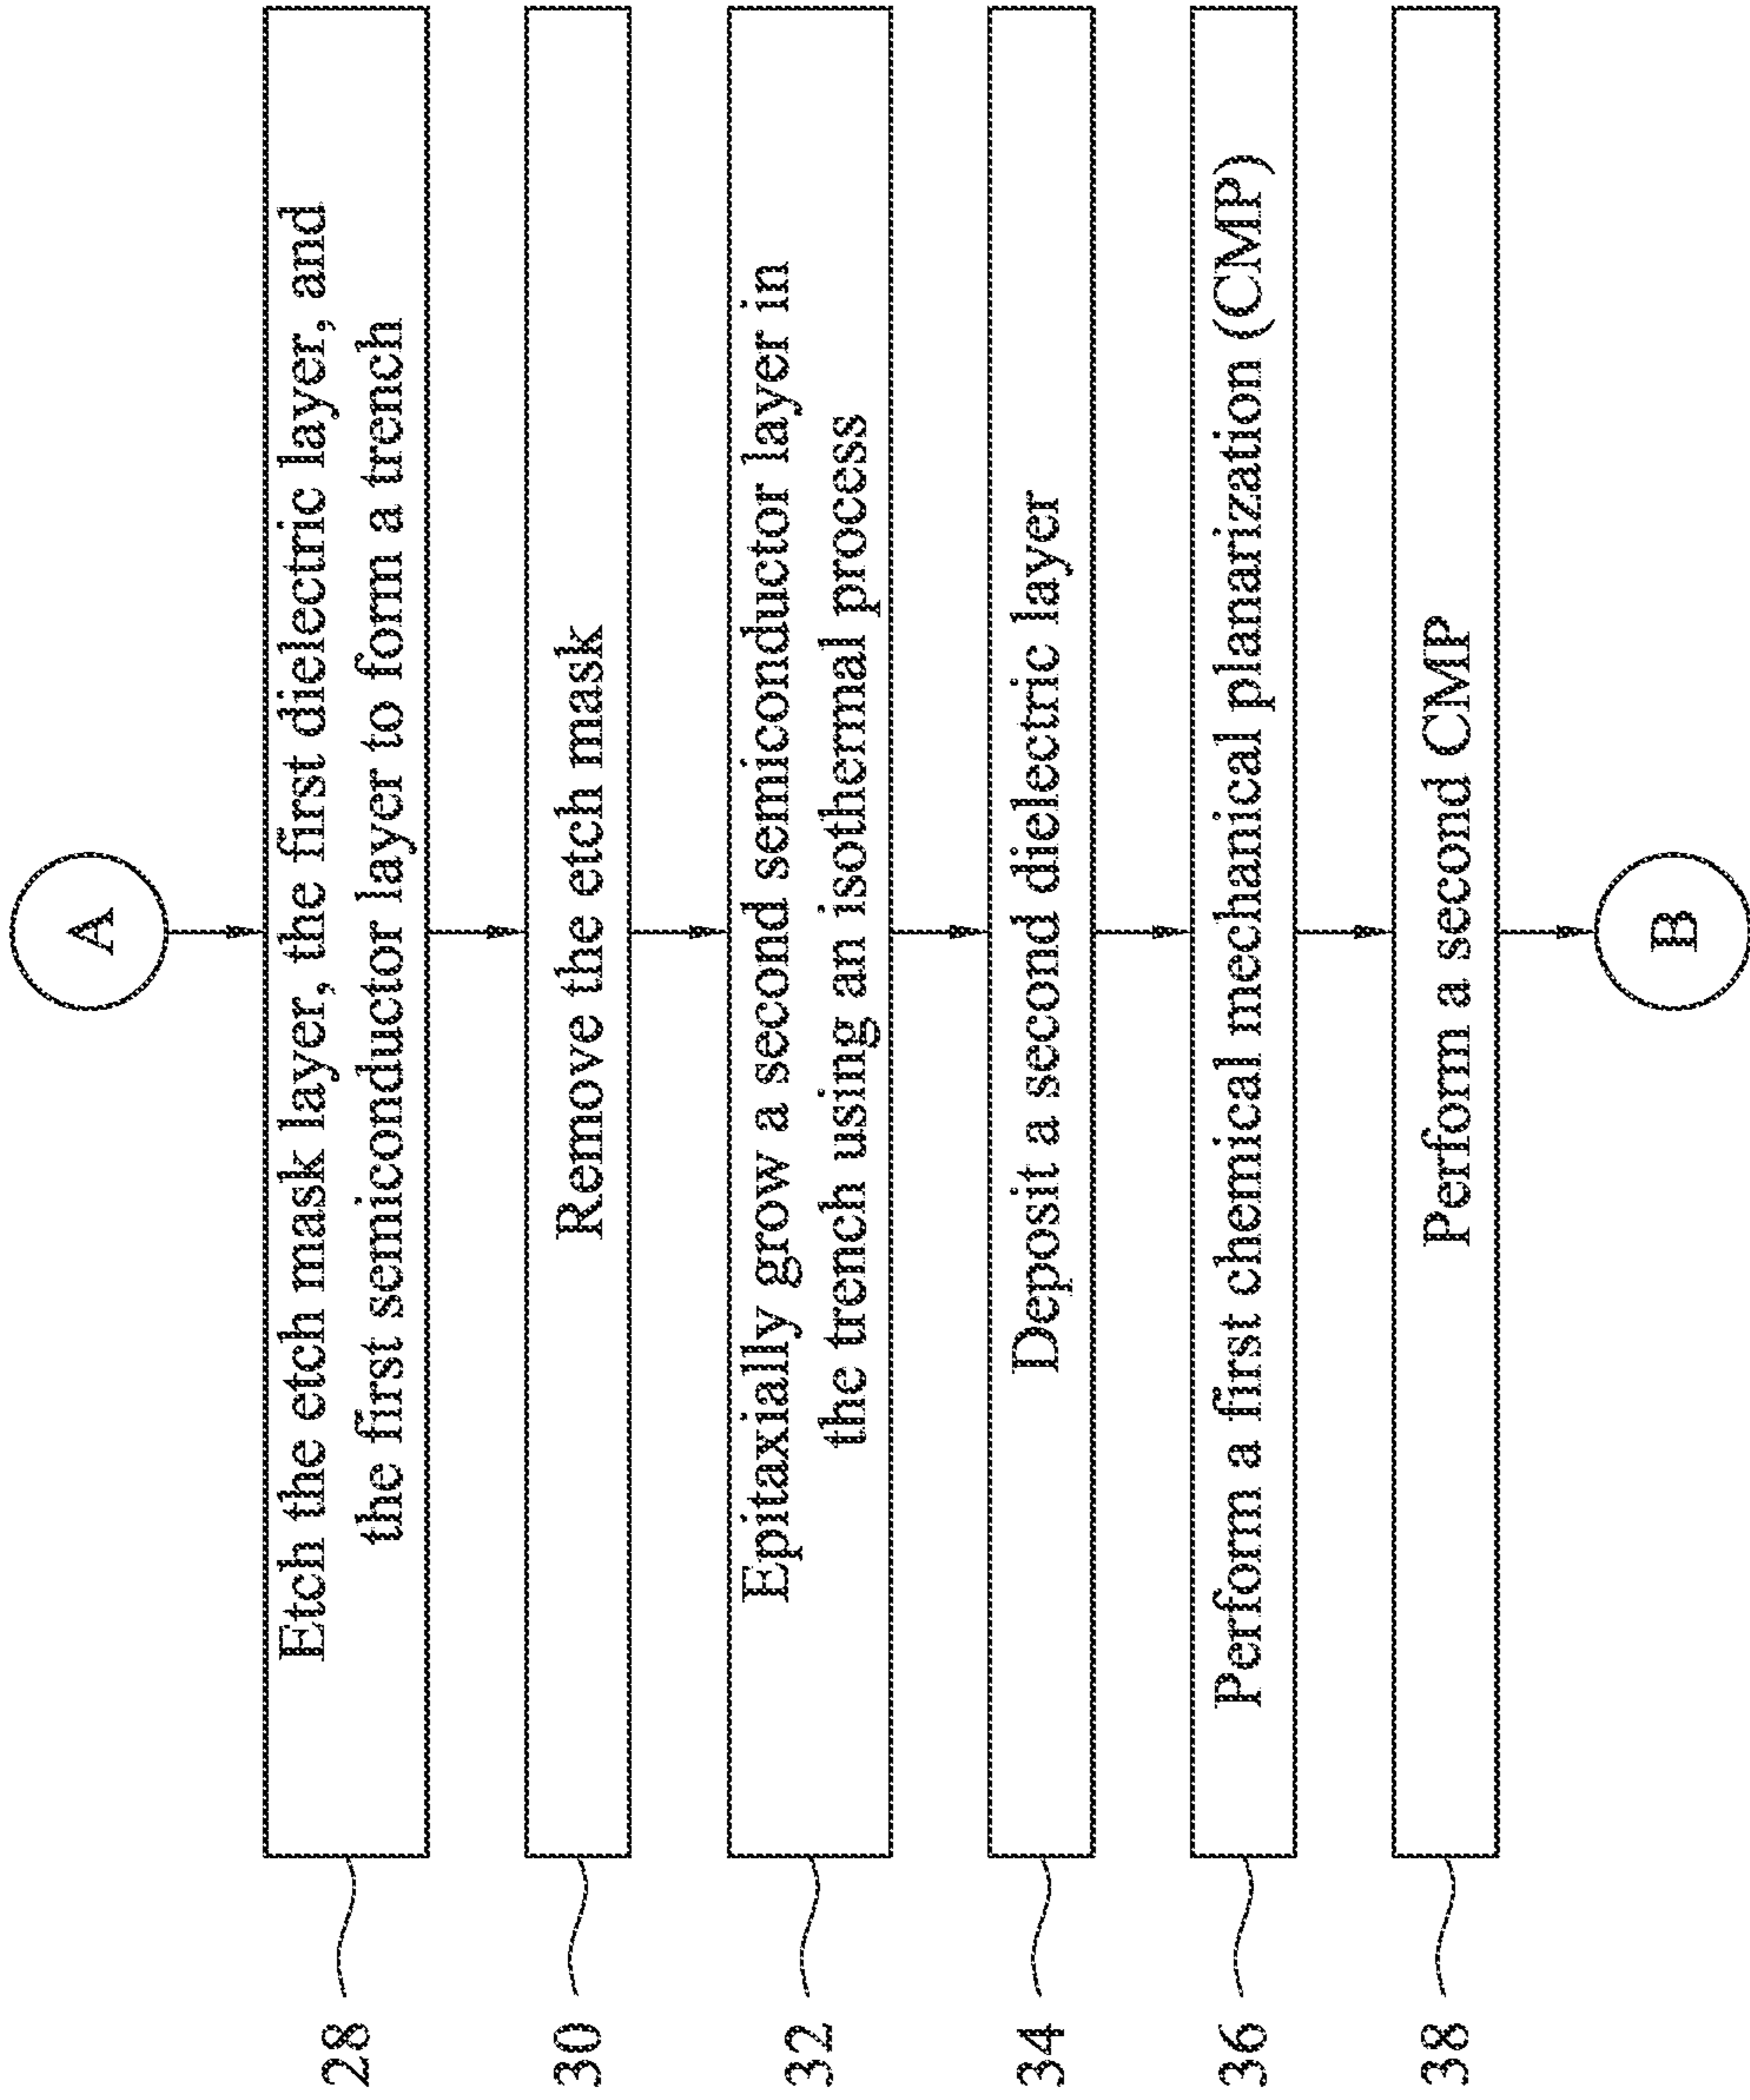 A
28
Etch the etch mask layer, the first dielectric layer, and
the first semiconductor layer to form a trench
30
Remove the etch mask
32
Epitaxially grow a second semiconductor layer in
the trench using an isothermal process
34
Deposit a second dielectric layer
36
Perform a first chemical mechanical planarization (CMP)
38
Perform a second CMP
B